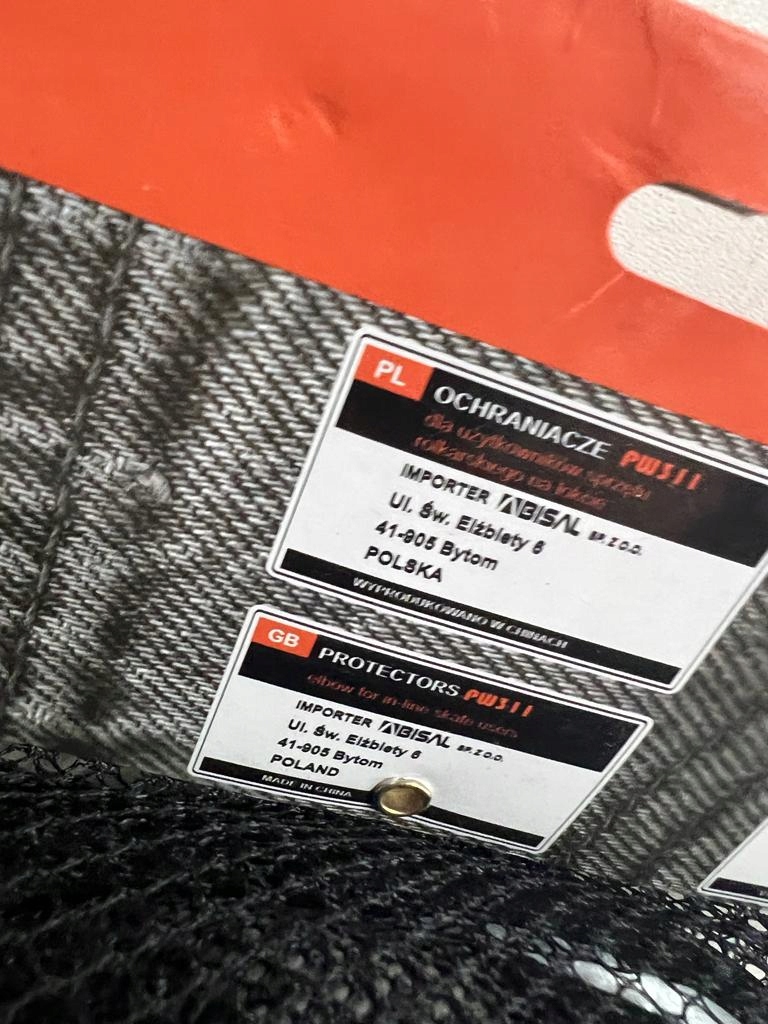 PL OCHRANIACZE PW311
dla użytkowników sprzętu
rolkarskiego na łokcie
IMPORTER ABISAL SP. Z O.O.
Ul. Św. Elżbiety 6
41-905 Bytom
POLSKA
WYPRODUKOWANO W CHINACH
GB PROTECTORS PW311
elbow for in-line skate users
IMPORTER ABISAL SP. Z O.O.
Ul. Św. Elżbiety 6
41-905 Bytom
POLAND
MADE IN CHINA